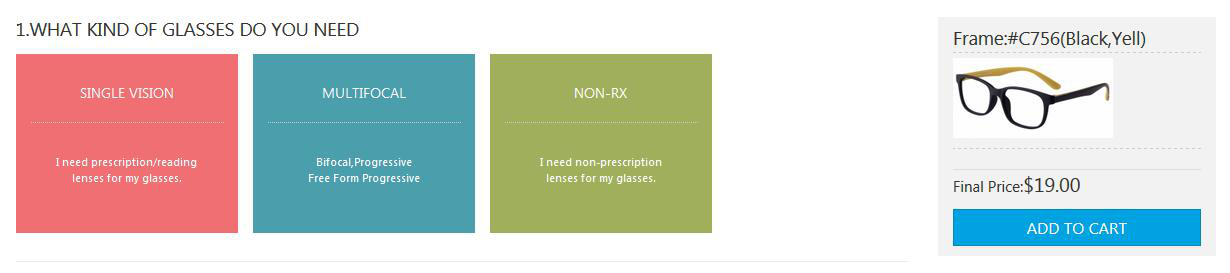 1.WHAT KIND OF GLASSES DO YOU NEED
SINGLE VISION
I need prescription/reading
lenses for my glasses.
MULTIFOCAL
Bifocal,Progressive
Free Form Progressive
NON-RX
I need non-prescription
lenses for my glasses.
Frame:#C756(Black,Yell)
Final Price:$19.00
ADD TO CART